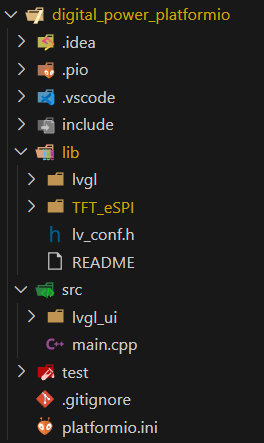 digital_power_platformio
.idea
.pio
.vscode
include
lib
lvgl
TFT_eSPI
lv_conf.h
README
src
lvgl_ui
main.cpp
test
.gitignore
platformio.ini